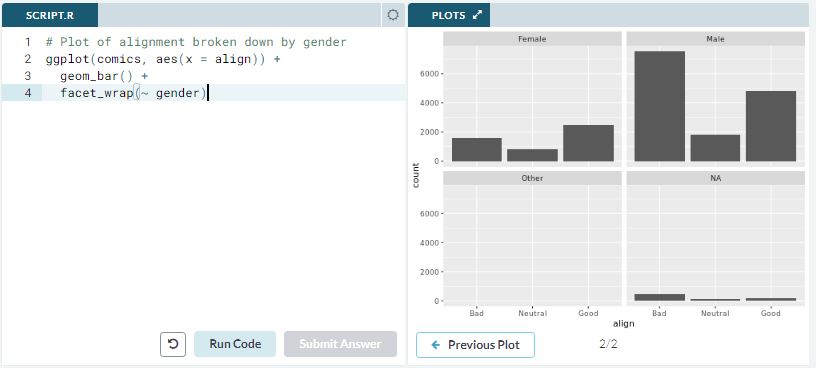 SCRIPT.R
1 # Plot of alignment broken down by gender
2 ggplot(comics, aes(x = align)) +
3 geom_bar() +
4 facet_wrap(~ gender)
Run Code
Submit Answer
PLOTS
Female
Male
6000
4000
2000
0
Other
NA
6000
4000
2000
0
count
Bad Neutral Good
Bad Neutral Good
align
Previous Plot
2/2